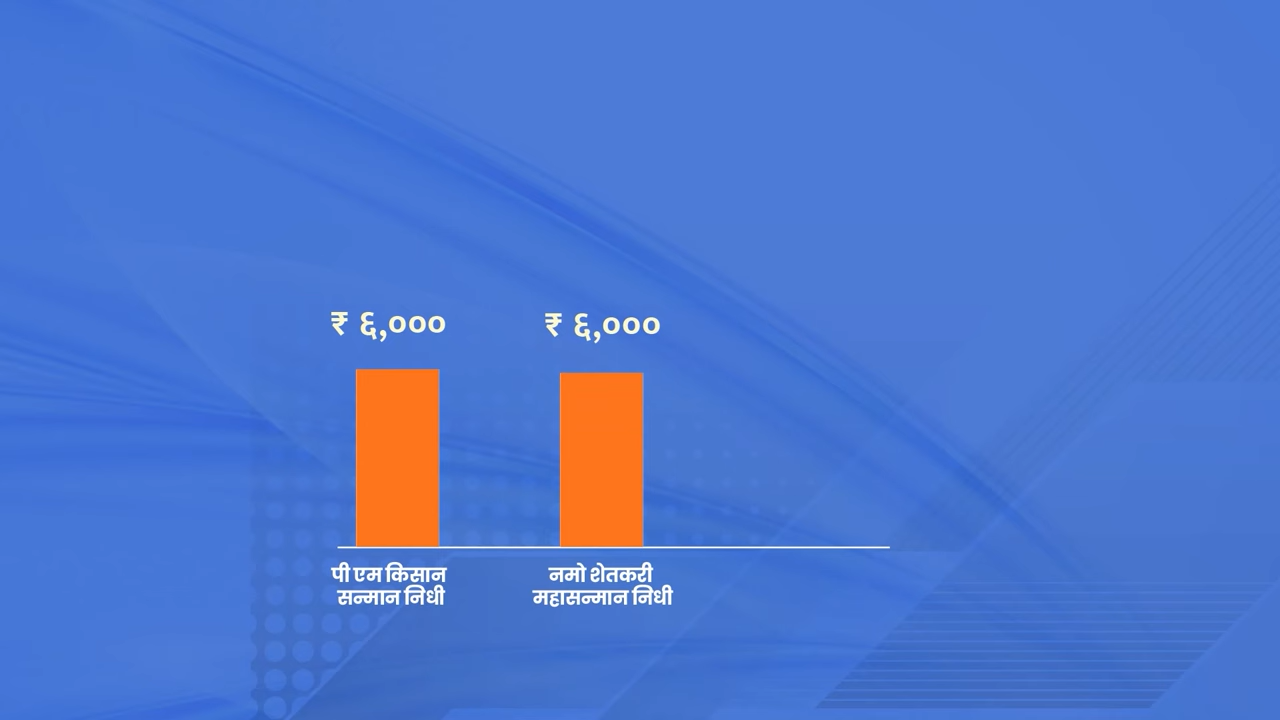 ₹ ६,००० ₹ ६,०००
पी एम किसान
सन्मान निधी
नमो शेतकरी
महासन्मान निधी